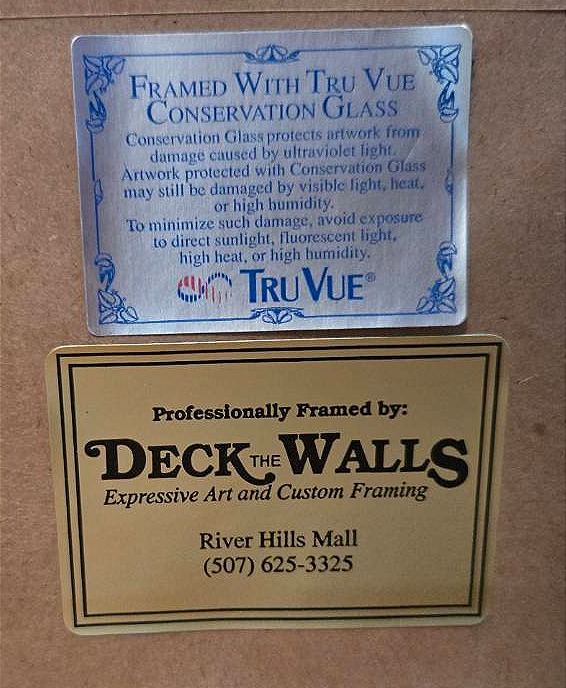 FRAMED WITH TRU VUE
CONSERVATION GLASS
Conservation Glass protects artwork from
damage caused by ultraviolet light.
Artwork protected with Conservation Glass
may still be damaged by visible light, heat,
or high humidity.
To minimize such damage, avoid exposure
to direct sunlight, fluorescent light,
high heat, or high humidity.
TRU VUE®
Professionally Framed by:
DECK THE WALLS
Expressive Art and Custom Framing
River Hills Mall
(507) 625-3325